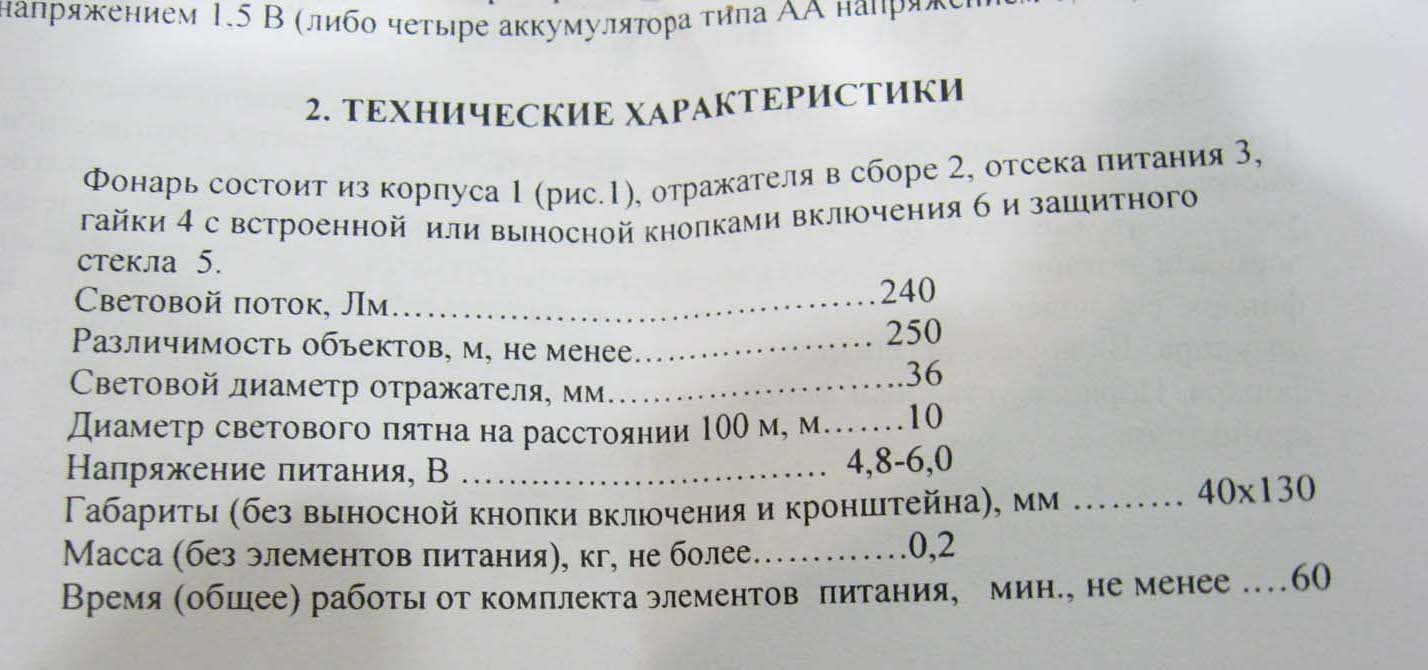 напряжением 1.5 В (либо четыре аккумулятора типа АА напряжением
2. ТЕХНИЧЕСКИЕ ХАРАКТЕРИСТИКИ
Фонарь состоит из корпуса 1 (рис.1), отражателя в сборе 2, отсека питания 3,
гайки 4 с встроенной или выносной кнопками включения 6 и защитного
стекла 5.
Световой поток, Лм.......................................240
Различимость объектов, м, не менее................... 250
Световой диаметр отражателя, мм........................36
Диаметр светового пятна на расстоянии 100 м, м.......10
Напряжение питания, В ............................. 4,8-6,0
Габариты (без выносной кнопки включения и кронштейна), мм ......... 40х130
Масса (без элементов питания), кг, не более............0,2
Время (общее) работы от комплекта элементов питания, мин., не менее ....60